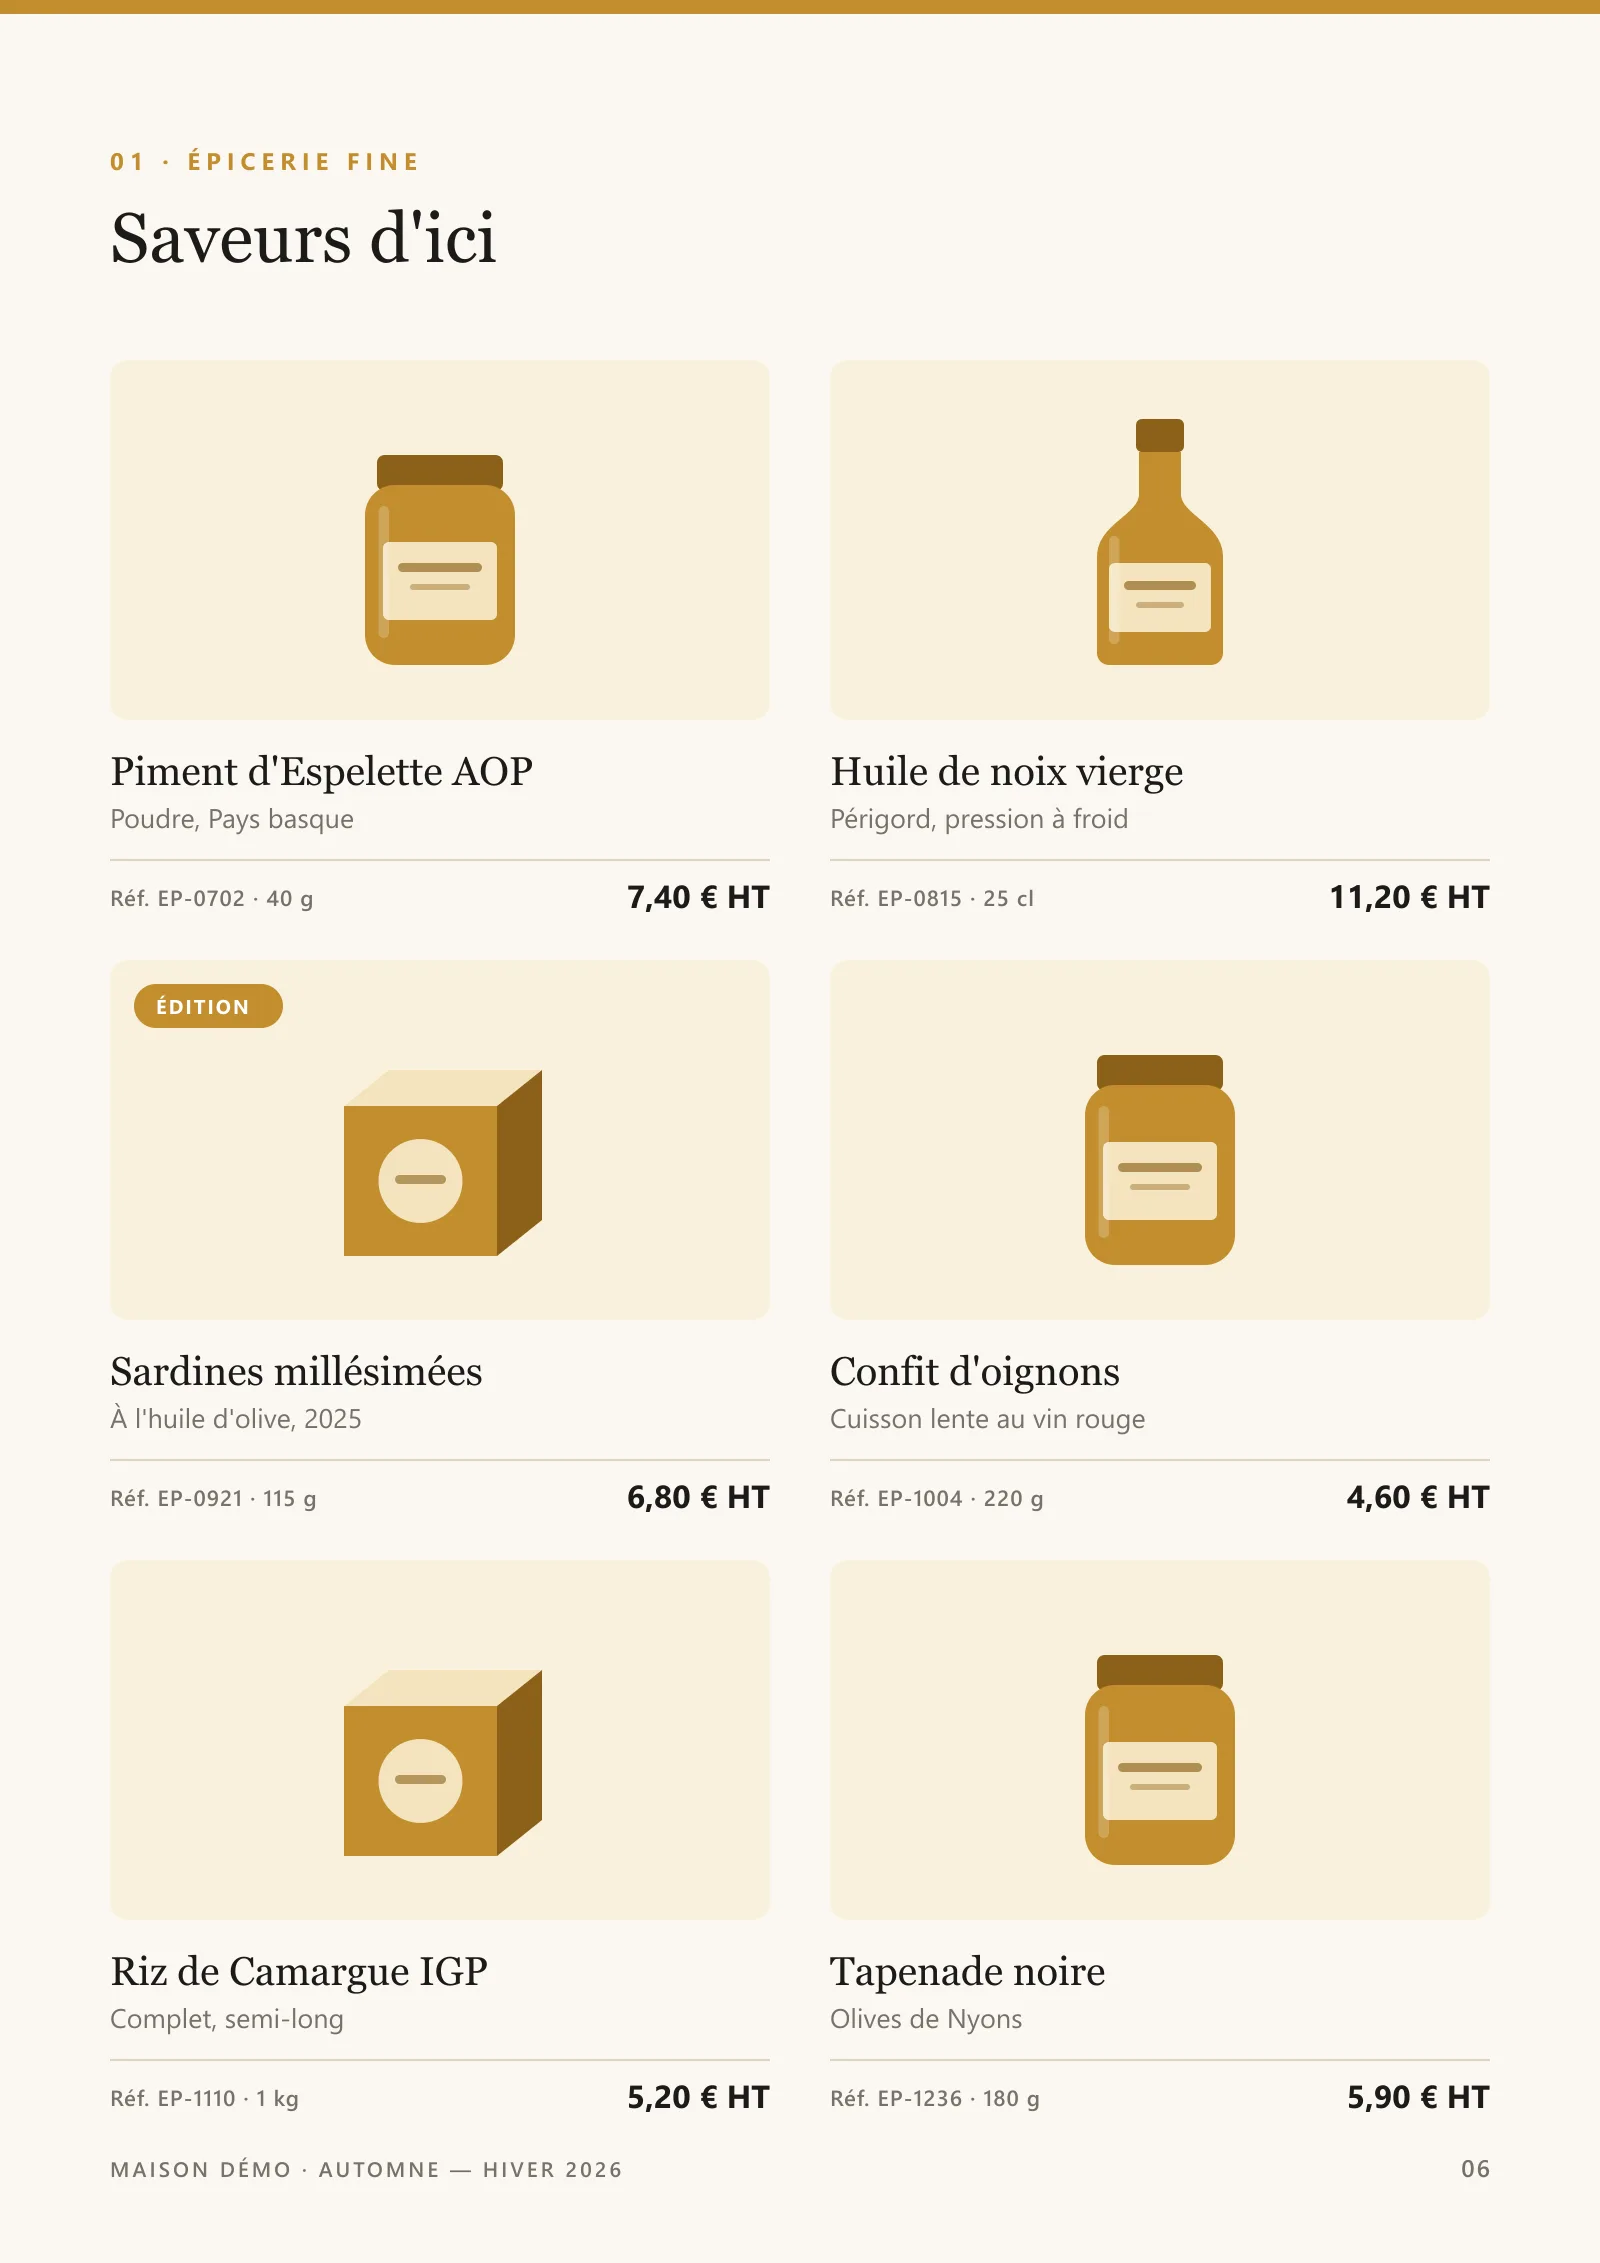 01 · ÉPICERIE FINE
Saveurs d'ici
Piment d'Espelette AOP
Poudre, Pays basque
Réf. EP-0702 · 40 g
7,40 € HT
Huile de noix vierge
Périgord, pression à froid
Réf. EP-0815 · 25 cl
11,20 € HT
ÉDITION
Sardines millésimées
À l'huile d'olive, 2025
Réf. EP-0921 · 115 g
6,80 € HT
Confit d'oignons
Cuisson lente au vin rouge
Réf. EP-1004 · 220 g
4,60 € HT
Riz de Camargue IGP
Complet, semi-long
Réf. EP-1110 · 1 kg
5,20 € HT
Tapenade noire
Olives de Nyons
Réf. EP-1236 · 180 g
5,90 € HT
MAISON DÉMO · AUTOMNE — HIVER 2026
06